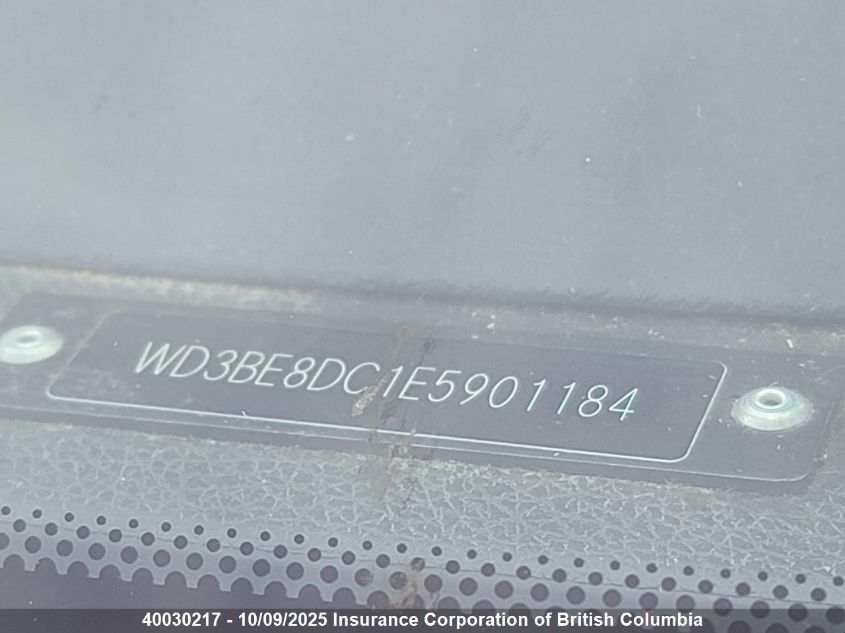 WD3BE8DC1E5901184
40030217 - 10/09/2025 Insurance Corporation of British Columbia